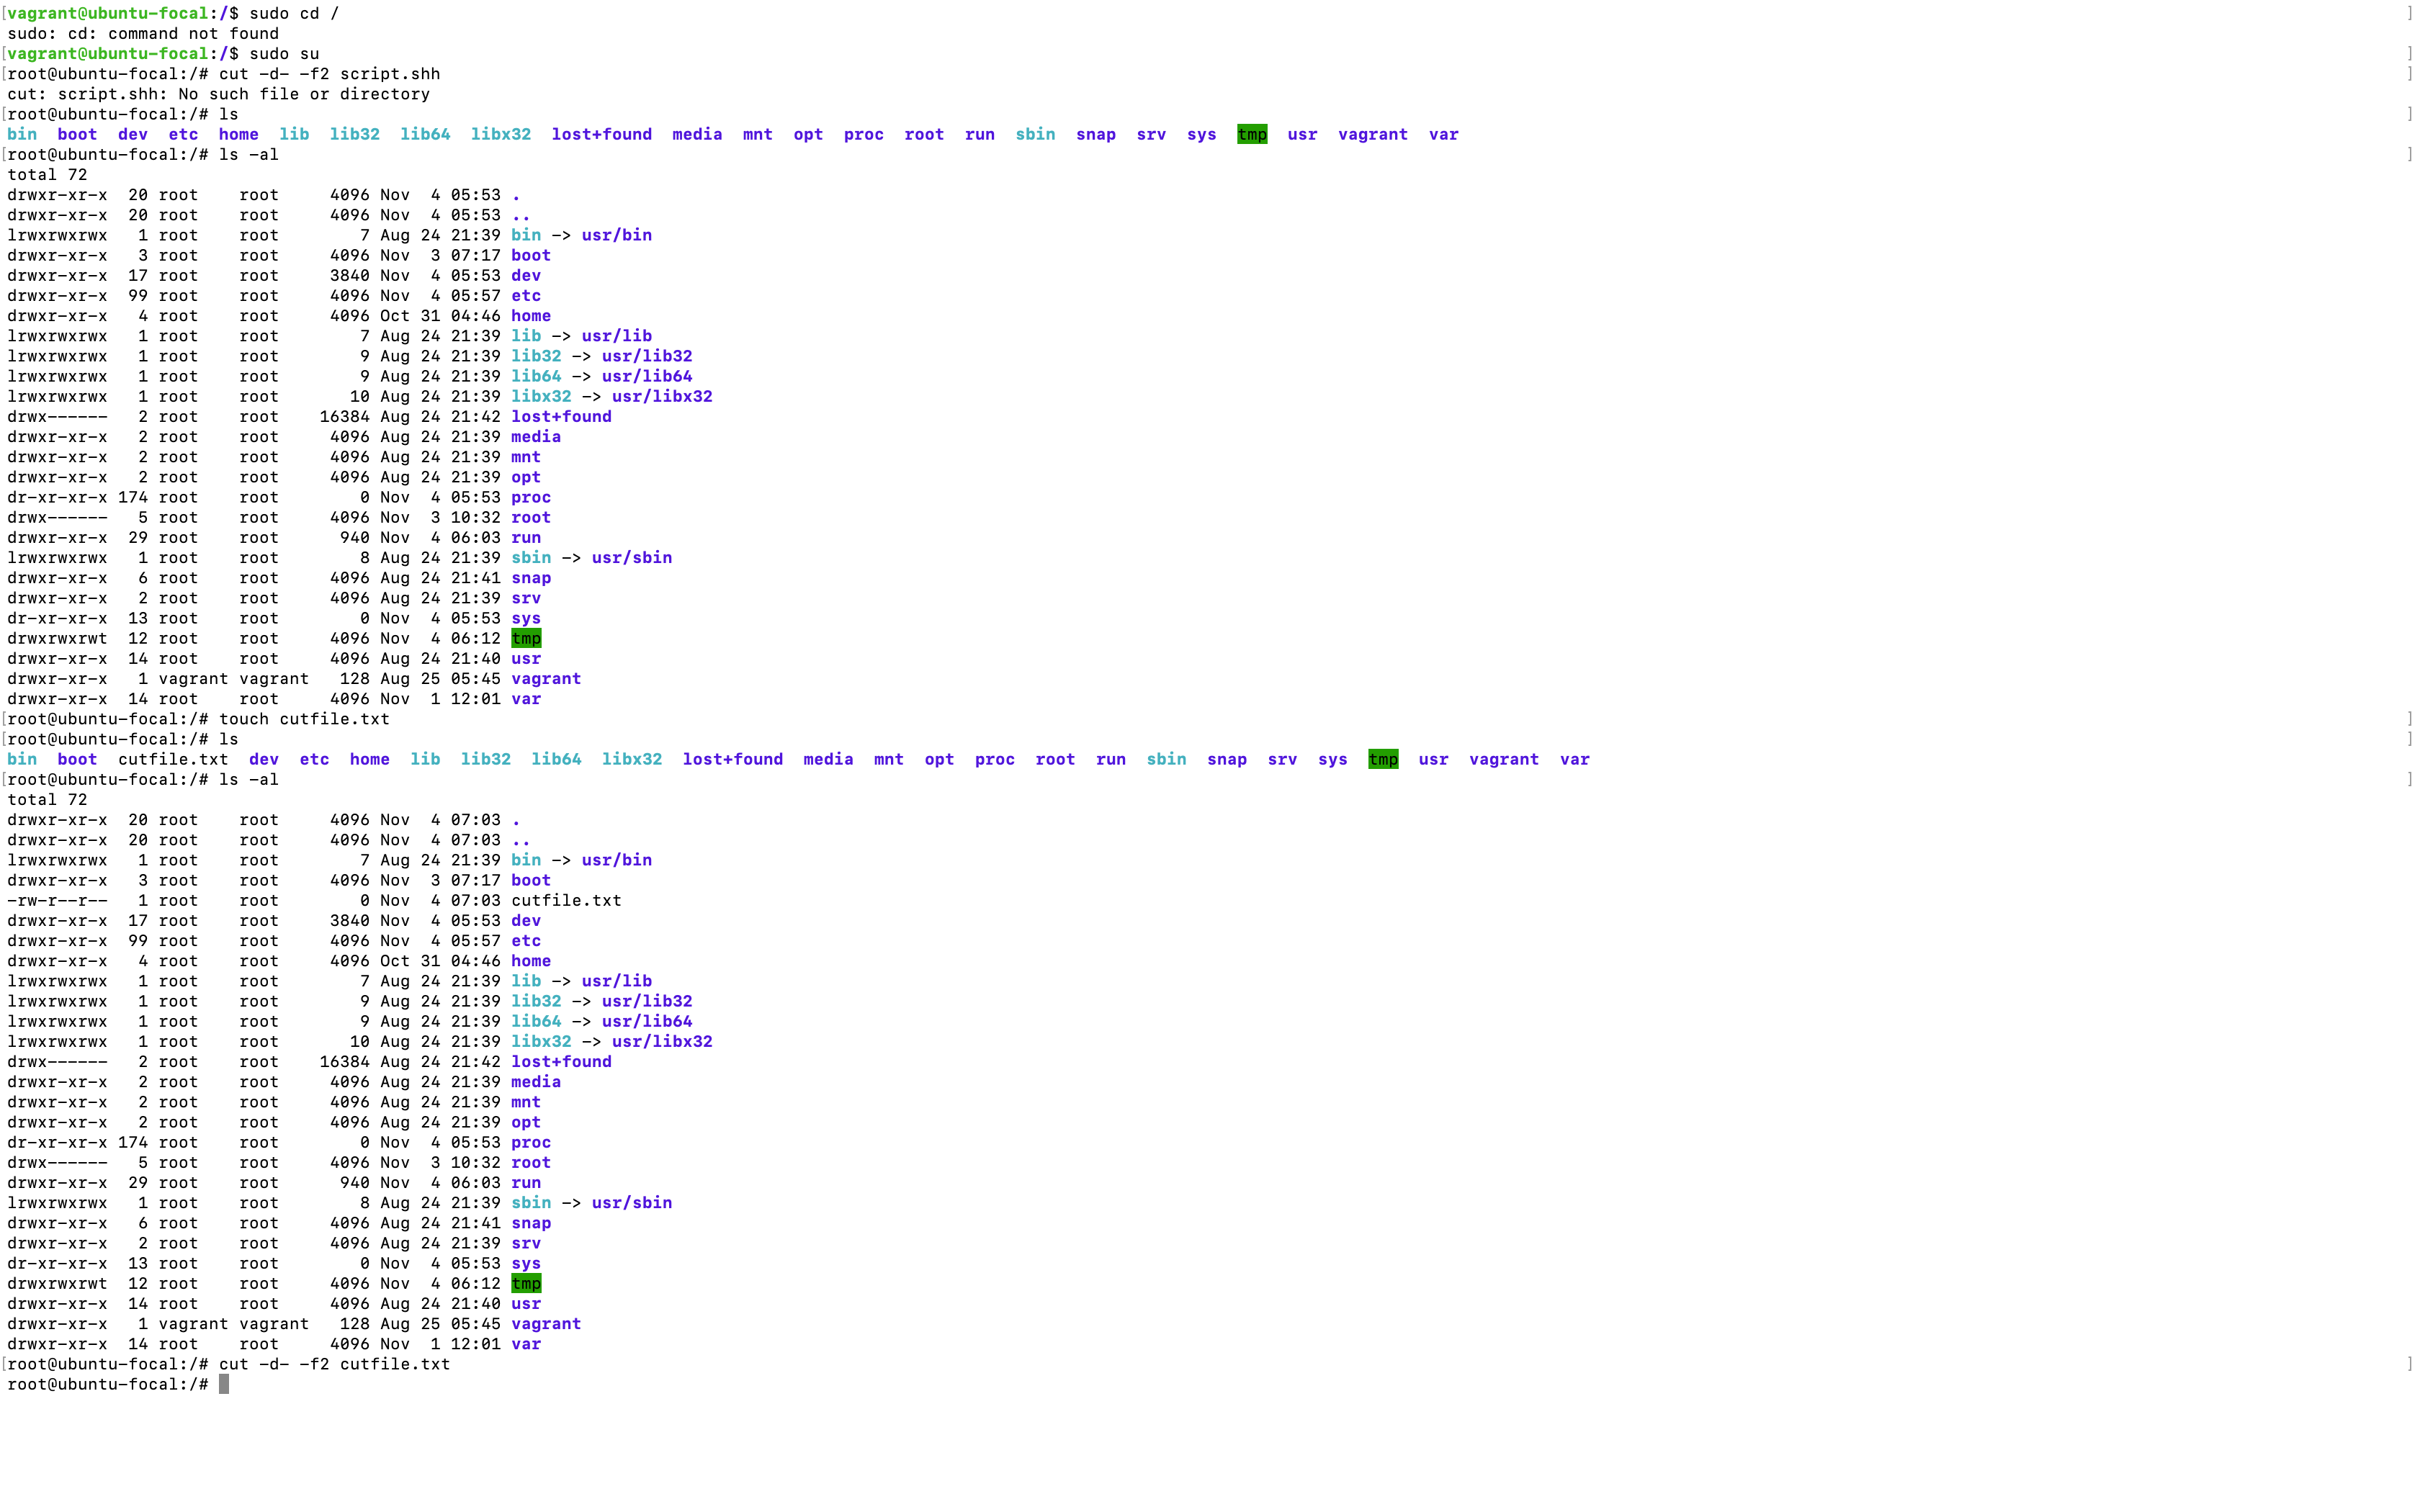 [vagrant@ubuntu-focal:/$ sudo cd / ]
sudo: cd: command not found
[vagrant@ubuntu-focal:/$ sudo su ]
[root@ubuntu-focal:/# cut -d- -f2 script.shh ]
cut: script.shh: No such file or directory
[root@ubuntu-focal:/# ls ]
bin boot dev etc home lib lib32 lib64 libx32 lost+found media mnt opt proc root run sbin snap srv sys tmp usr vagrant var
[root@ubuntu-focal:/# ls -al ]
total 72
drwxr-xr-x  20 root    root     4096 Nov  4 05:53 .
drwxr-xr-x  20 root    root     4096 Nov  4 05:53 ..
lrwxrwxrwx   1 root    root        7 Aug 24 21:39 bin -> usr/bin
drwxr-xr-x   3 root    root     4096 Nov  3 07:17 boot
drwxr-xr-x  17 root    root     3840 Nov  4 05:53 dev
drwxr-xr-x  99 root    root     4096 Nov  4 05:57 etc
drwxr-xr-x   4 root    root     4096 Oct 31 04:46 home
lrwxrwxrwx   1 root    root        7 Aug 24 21:39 lib -> usr/lib
lrwxrwxrwx   1 root    root        9 Aug 24 21:39 lib32 -> usr/lib32
lrwxrwxrwx   1 root    root        9 Aug 24 21:39 lib64 -> usr/lib64
lrwxrwxrwx   1 root    root       10 Aug 24 21:39 libx32 -> usr/libx32
drwx------   2 root    root    16384 Aug 24 21:42 lost+found
drwxr-xr-x   2 root    root     4096 Aug 24 21:39 media
drwxr-xr-x   2 root    root     4096 Aug 24 21:39 mnt
drwxr-xr-x   2 root    root     4096 Aug 24 21:39 opt
dr-xr-xr-x 174 root    root        0 Nov  4 05:53 proc
drwx------   5 root    root     4096 Nov  3 10:32 root
drwxr-xr-x  29 root    root      940 Nov  4 06:03 run
lrwxrwxrwx   1 root    root        8 Aug 24 21:39 sbin -> usr/sbin
drwxr-xr-x   6 root    root     4096 Aug 24 21:41 snap
drwxr-xr-x   2 root    root     4096 Aug 24 21:39 srv
dr-xr-xr-x  13 root    root        0 Nov  4 05:53 sys
drwxrwxrwt  12 root    root     4096 Nov  4 06:12 tmp
drwxr-xr-x  14 root    root     4096 Aug 24 21:40 usr
drwxr-xr-x   1 vagrant vagrant   128 Aug 25 05:45 vagrant
drwxr-xr-x  14 root    root     4096 Nov  1 12:01 var
[root@ubuntu-focal:/# touch cutfile.txt ]
[root@ubuntu-focal:/# ls ]
bin boot cutfile.txt dev etc home lib lib32 lib64 libx32 lost+found media mnt opt proc root run sbin snap srv sys tmp usr vagrant var
[root@ubuntu-focal:/# ls -al ]
total 72
drwxr-xr-x  20 root    root     4096 Nov  4 07:03 .
drwxr-xr-x  20 root    root     4096 Nov  4 07:03 ..
lrwxrwxrwx   1 root    root        7 Aug 24 21:39 bin -> usr/bin
drwxr-xr-x   3 root    root     4096 Nov  3 07:17 boot
-rw-r--r--   1 root    root        0 Nov  4 07:03 cutfile.txt
drwxr-xr-x  17 root    root     3840 Nov  4 05:53 dev
drwxr-xr-x  99 root    root     4096 Nov  4 05:57 etc
drwxr-xr-x   4 root    root     4096 Oct 31 04:46 home
lrwxrwxrwx   1 root    root        7 Aug 24 21:39 lib -> usr/lib
lrwxrwxrwx   1 root    root        9 Aug 24 21:39 lib32 -> usr/lib32
lrwxrwxrwx   1 root    root        9 Aug 24 21:39 lib64 -> usr/lib64
lrwxrwxrwx   1 root    root       10 Aug 24 21:39 libx32 -> usr/libx32
drwx------   2 root    root    16384 Aug 24 21:42 lost+found
drwxr-xr-x   2 root    root     4096 Aug 24 21:39 media
drwxr-xr-x   2 root    root     4096 Aug 24 21:39 mnt
drwxr-xr-x   2 root    root     4096 Aug 24 21:39 opt
dr-xr-xr-x 174 root    root        0 Nov  4 05:53 proc
drwx------   5 root    root     4096 Nov  3 10:32 root
drwxr-xr-x  29 root    root      940 Nov  4 06:03 run
lrwxrwxrwx   1 root    root        8 Aug 24 21:39 sbin -> usr/sbin
drwxr-xr-x   6 root    root     4096 Aug 24 21:41 snap
drwxr-xr-x   2 root    root     4096 Aug 24 21:39 srv
dr-xr-xr-x  13 root    root        0 Nov  4 05:53 sys
drwxrwxrwt  12 root    root     4096 Nov  4 06:12 tmp
drwxr-xr-x  14 root    root     4096 Aug 24 21:40 usr
drwxr-xr-x   1 vagrant vagrant   128 Aug 25 05:45 vagrant
drwxr-xr-x  14 root    root     4096 Nov  1 12:01 var
[root@ubuntu-focal:/# cut -d- -f2 cutfile.txt ]
root@ubuntu-focal:/#